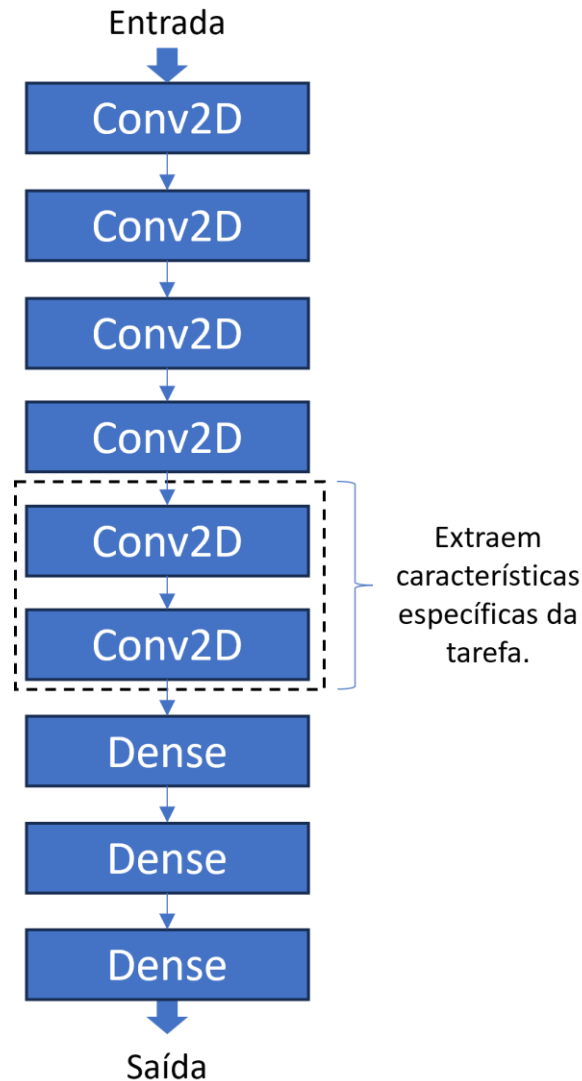 Entrada
Conv2D
Conv2D
Conv2D
Conv2D
Conv2D
Conv2D
Extraem
características
específicas da
tarefa.
Dense
Dense
Dense
Saída